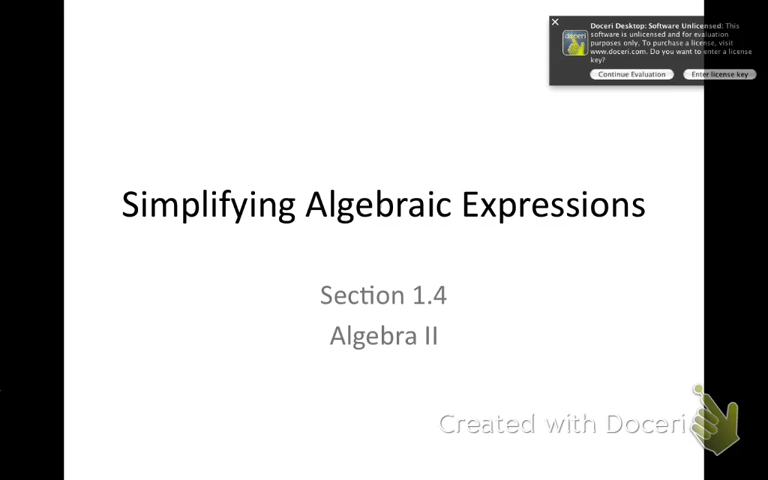 Doceri Desktop: Software Unlicensed: This
software is unlicensed and for evaluation
purposes only. To purchase a license, visit
www.doceri.com. Do you want to enter a license
key?
Continue Evaluation
Enter license key
doceri
Simplifying Algebraic Expressions
Section 1.4
Algebra II
Created with Doceri